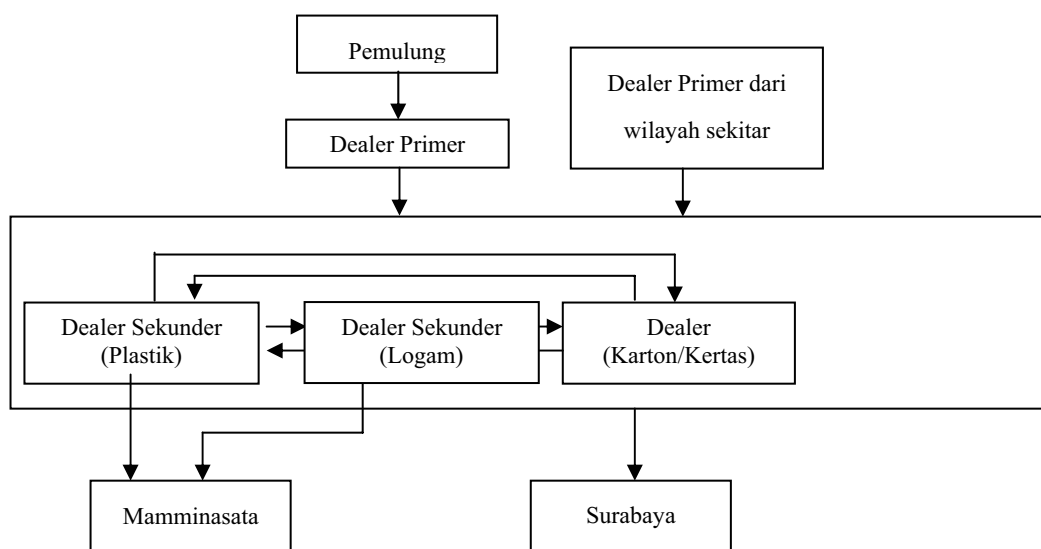 Pemulung
Dealer Primer dari
wilayah sekitar
Dealer Primer
Dealer Sekunder
(Plastik)
Dealer Sekunder
(Logam)
Dealer
(Karton/Kertas)
Mamminasata
Surabaya